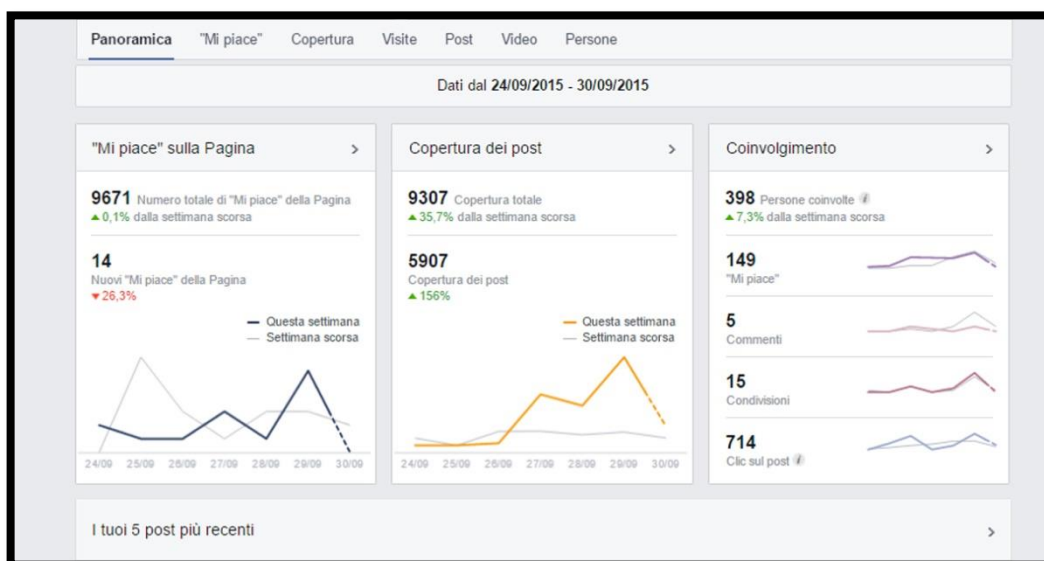 Panoramica "Mi piace" Copertura Visite Post Video Persone
Dati dal 24/09/2015 - 30/09/2015
"Mi piace" sulla Pagina
9671 Numero totale di "Mi piace" della Pagina
0,1% dalla settimana scorsa
14
Nuovi "Mi piace" della Pagina
26,3%
Questa settimana
Settimana scorsa
24/09 25/09 26/09 27/09 28/09 29/09 30/09
Copertura dei post
9307 Copertura totale
35,7% dalla settimana scorsa
5907
Copertura dei post
156%
Questa settimana
Settimana scorsa
24/09 25/09 26/09 27/09 28/09 29/09 30/09
Coinvolgimento
398 Persone coinvolte i
7,3% dalla settimana scorsa
149
"Mi piace"
5
Commenti
15
Condivisioni
714
Clic sul post i
I tuoi 5 post più recenti